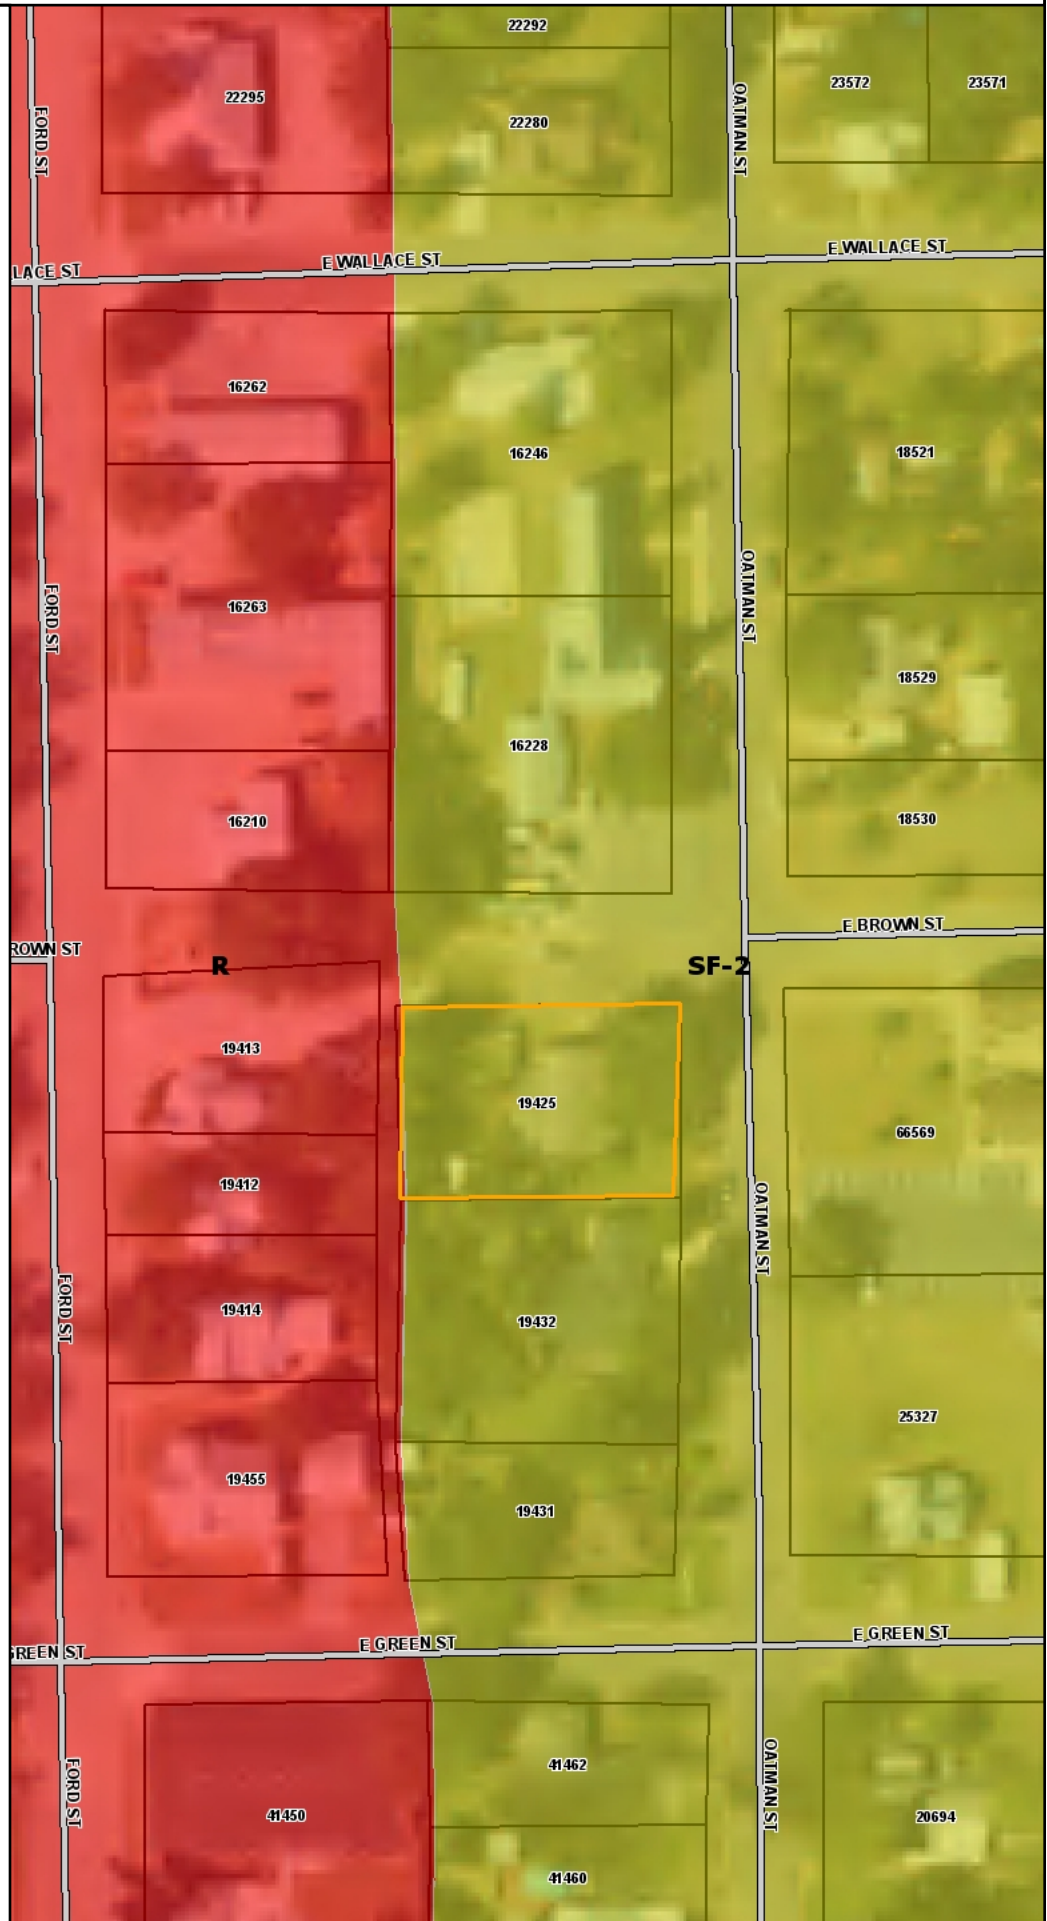 22292
23572
23571
22295
22280
FORD ST
OATMAN ST
E WALLACE ST
E WALLACE ST
LACE ST
16262
16246
18521
FORD ST
OATMAN ST
16263
18529
16228
16210
18530
E BROWN ST
ROWN ST
R
SF-2
19413
19425
66569
19412
OATMAN ST
FORD ST
19414
19432
25327
19455
19431
E GREEN ST
E GREEN ST
GREEN ST
FORD ST
OATMAN ST
41462
41450
20694
41460